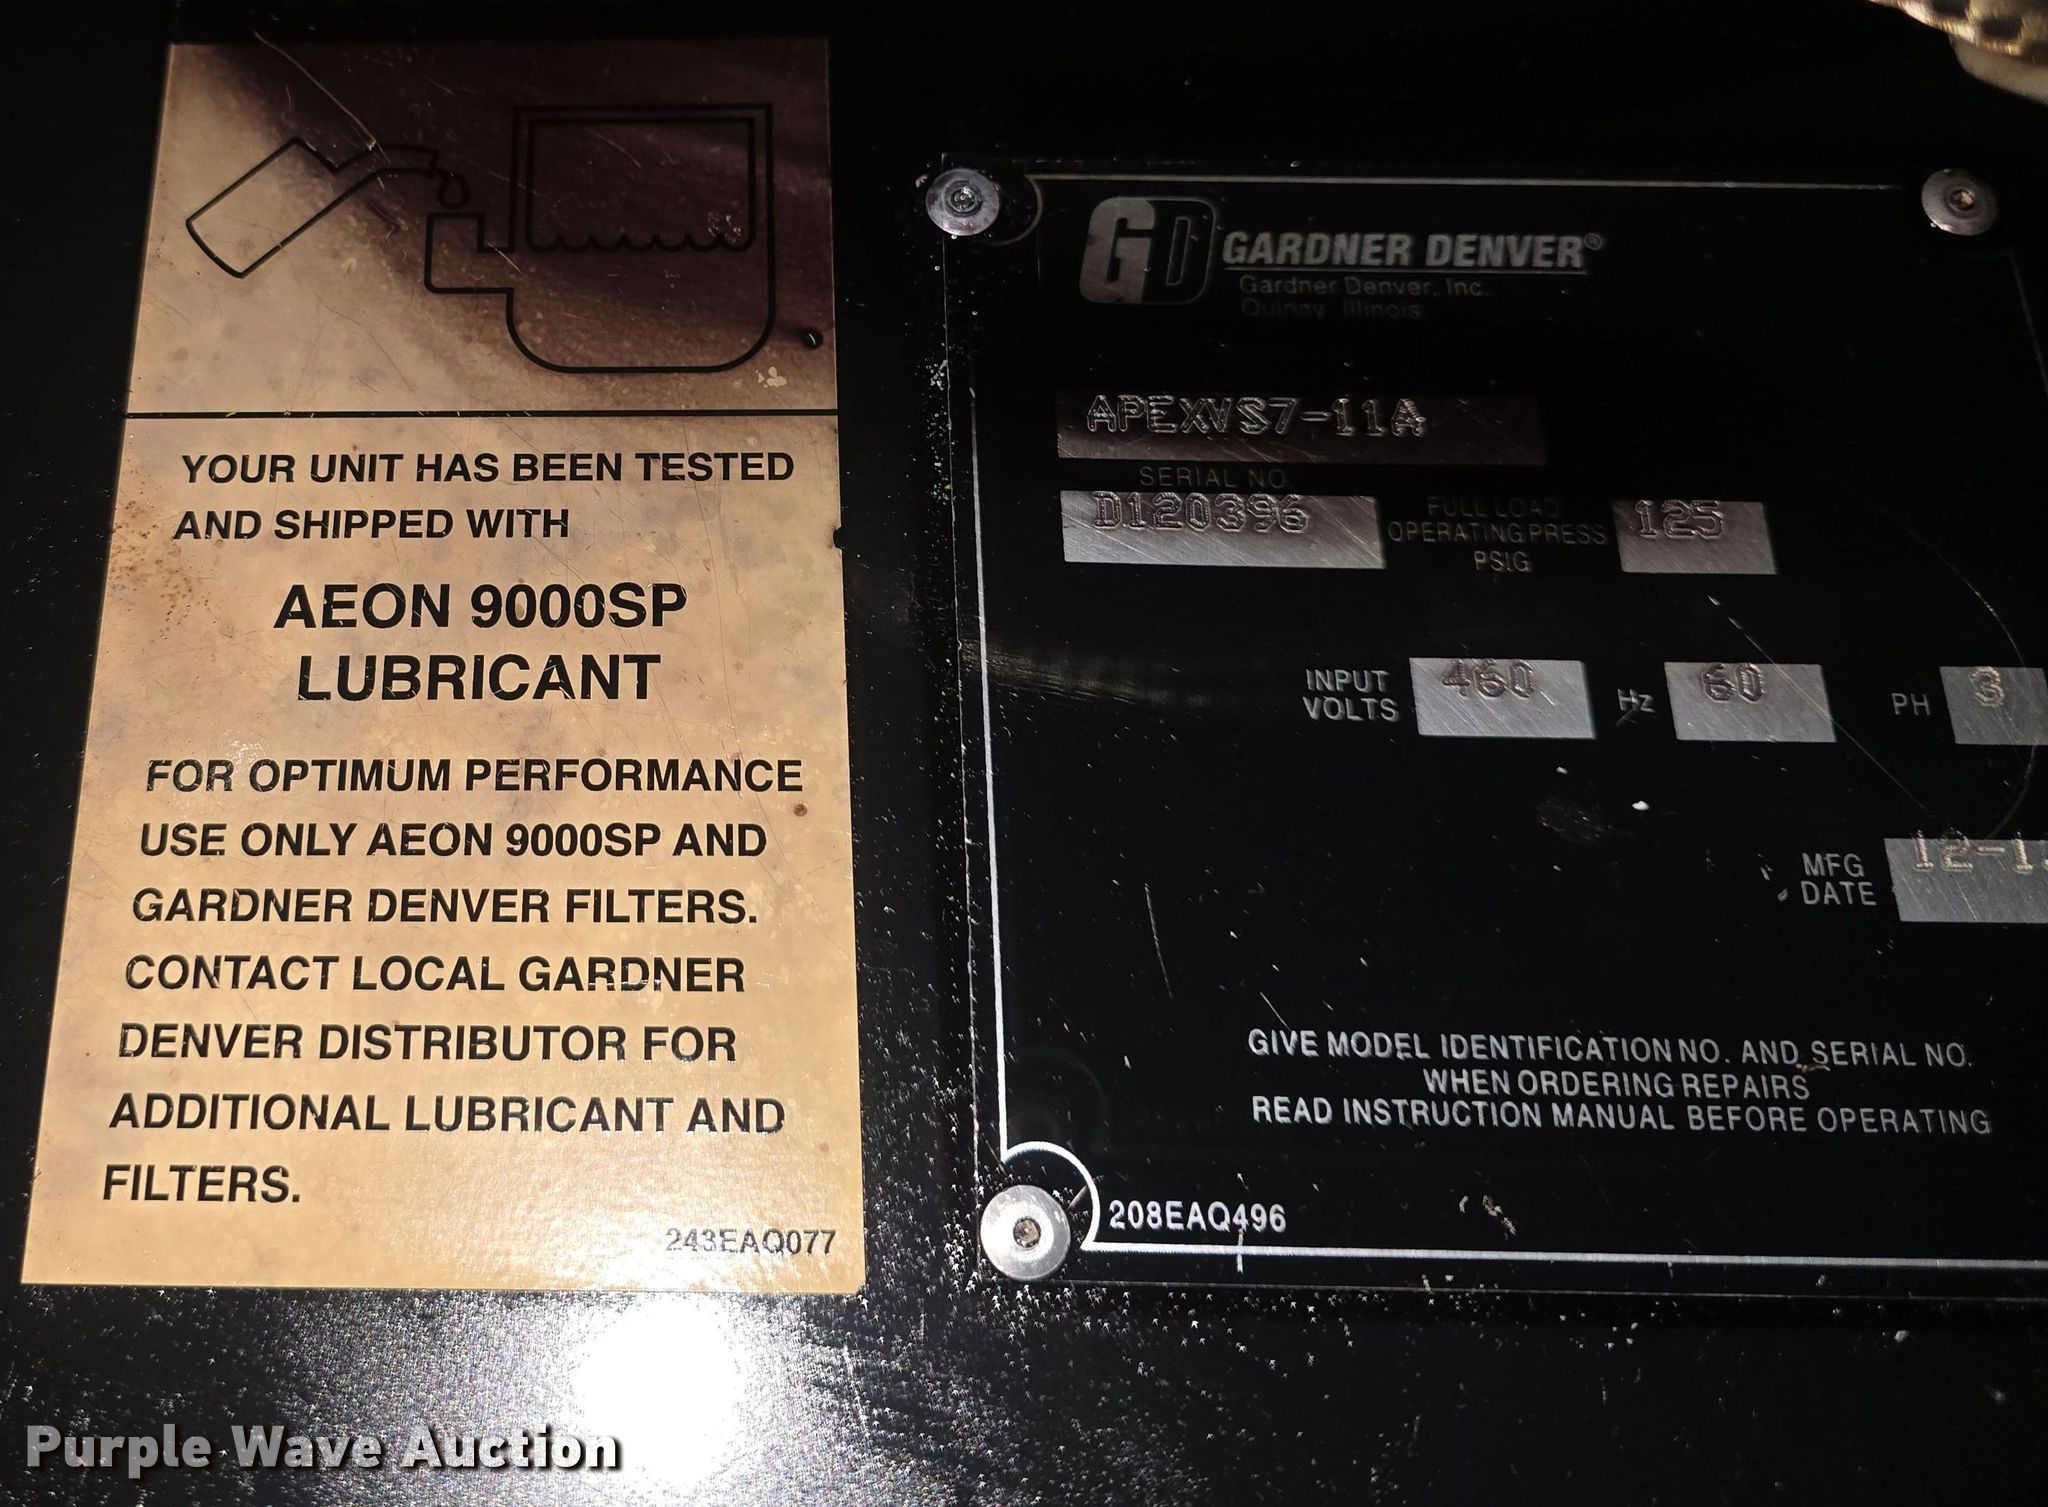 YOUR UNIT HAS BEEN TESTED
AND SHIPPED WITH
AEON 9000SP
LUBRICANT
FOR OPTIMUM PERFORMANCE
USE ONLY AEON 9000SP AND
GARDNER DENVER FILTERS.
CONTACT LOCAL GARDNER
DENVER DISTRIBUTOR FOR
ADDITIONAL LUBRICANT AND
FILTERS.
243EAQ077
GD GARDNER DENVER®
Gardner Denver, Inc.
Quincy, Illinois
APEXVS7-11A
SERIAL NO.
D120396
FULL LOAD
OPERATING PRESS
PSIG
125
INPUT
VOLTS
460
Hz
60
PH
3
MFG
DATE
GIVE MODEL IDENTIFICATION NO. AND SERIAL NO.
WHEN ORDERING REPAIRS
READ INSTRUCTION MANUAL BEFORE OPERATING
208EAQ496
Purple Wave Auction